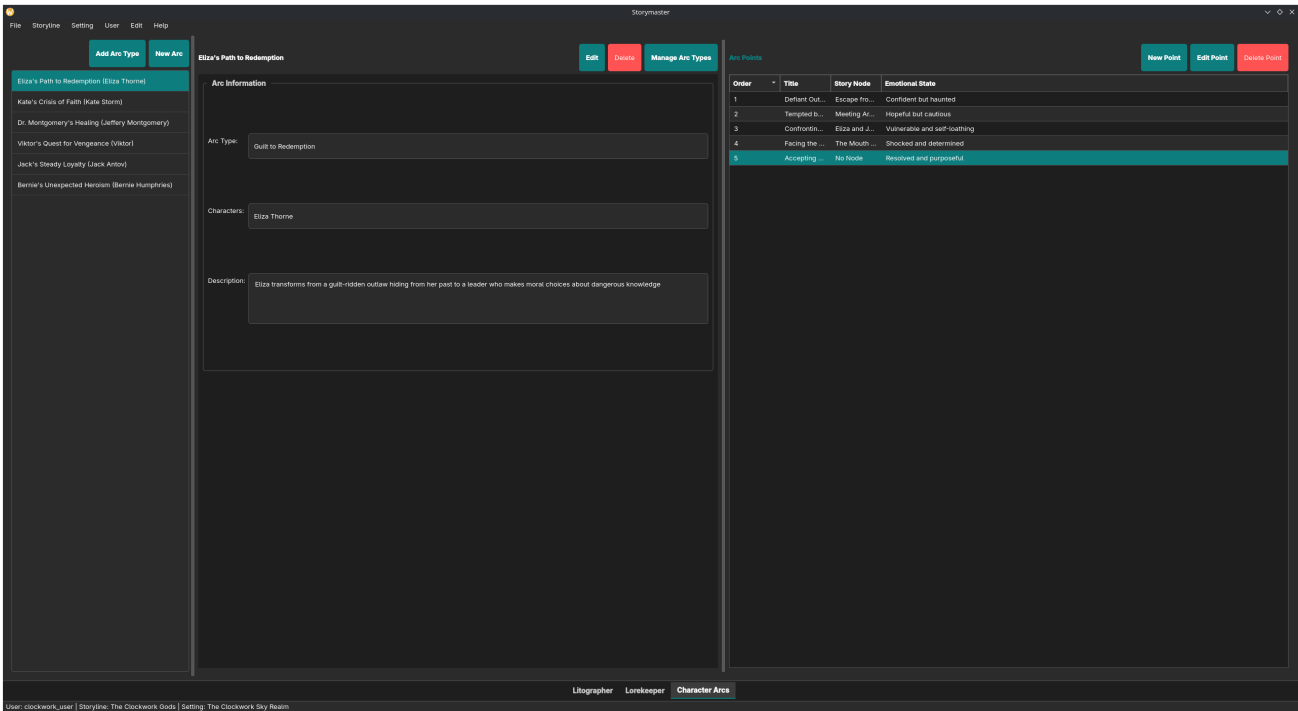 Storymaster
File Storyline Setting User Edit Help
Add Arc Type New Arc
Eliza's Path to Redemption (Eliza Thorne)
Kate's Crisis of Faith (Kate Storm)
Dr. Montgomery's Healing (Jeffery Montgomery)
Viktor's Quest for Vengeance (Viktor)
Jack's Steady Loyalty (Jack Antov)
Bernie's Unexpected Heroism (Bernie Humphries)
Eliza's Path to Redemption Edit Delete Manage Arc Types
Arc Information
Arc Type: Guilt to Redemption
Characters: Eliza Thorne
Description: Eliza transforms from a guilt-ridden outlaw hiding from her past to a leader who makes moral choices about dangerous knowledge
Arc Points New Point Edit Point Delete Point
Order Title Story Node Emotional State
1 Defiant Out... Escape fro... Confident but haunted
2 Tempted b... Meeting Ar... Hopeful but cautious
3 Confrontin... Eliza and J... Vulnerable and self-loathing
4 Facing the ... The Mouth ... Shocked and determined
5 Accepting ... No Node Resolved and purposeful
Litographer Lorekeeper Character Arcs
User: clockwork_user | Storyline: The Clockwork Gods | Setting: The Clockwork Sky Realm